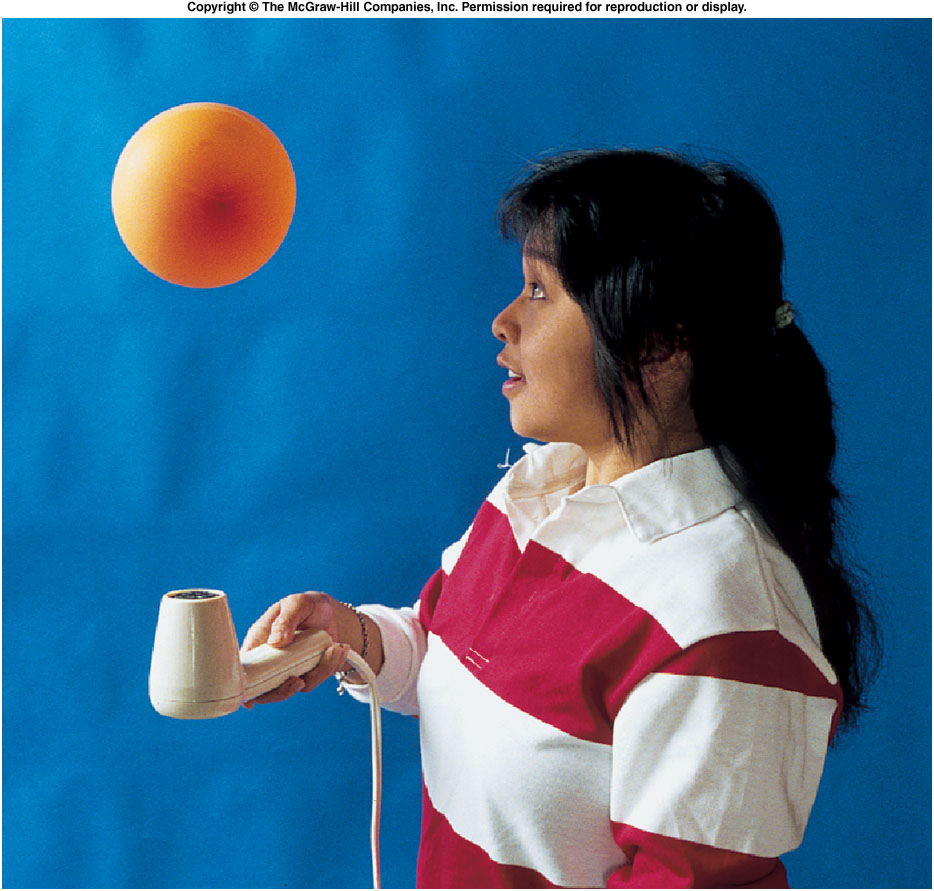 Copyright © The McGraw-Hill Companies, Inc. Permission required for reproduction or display.